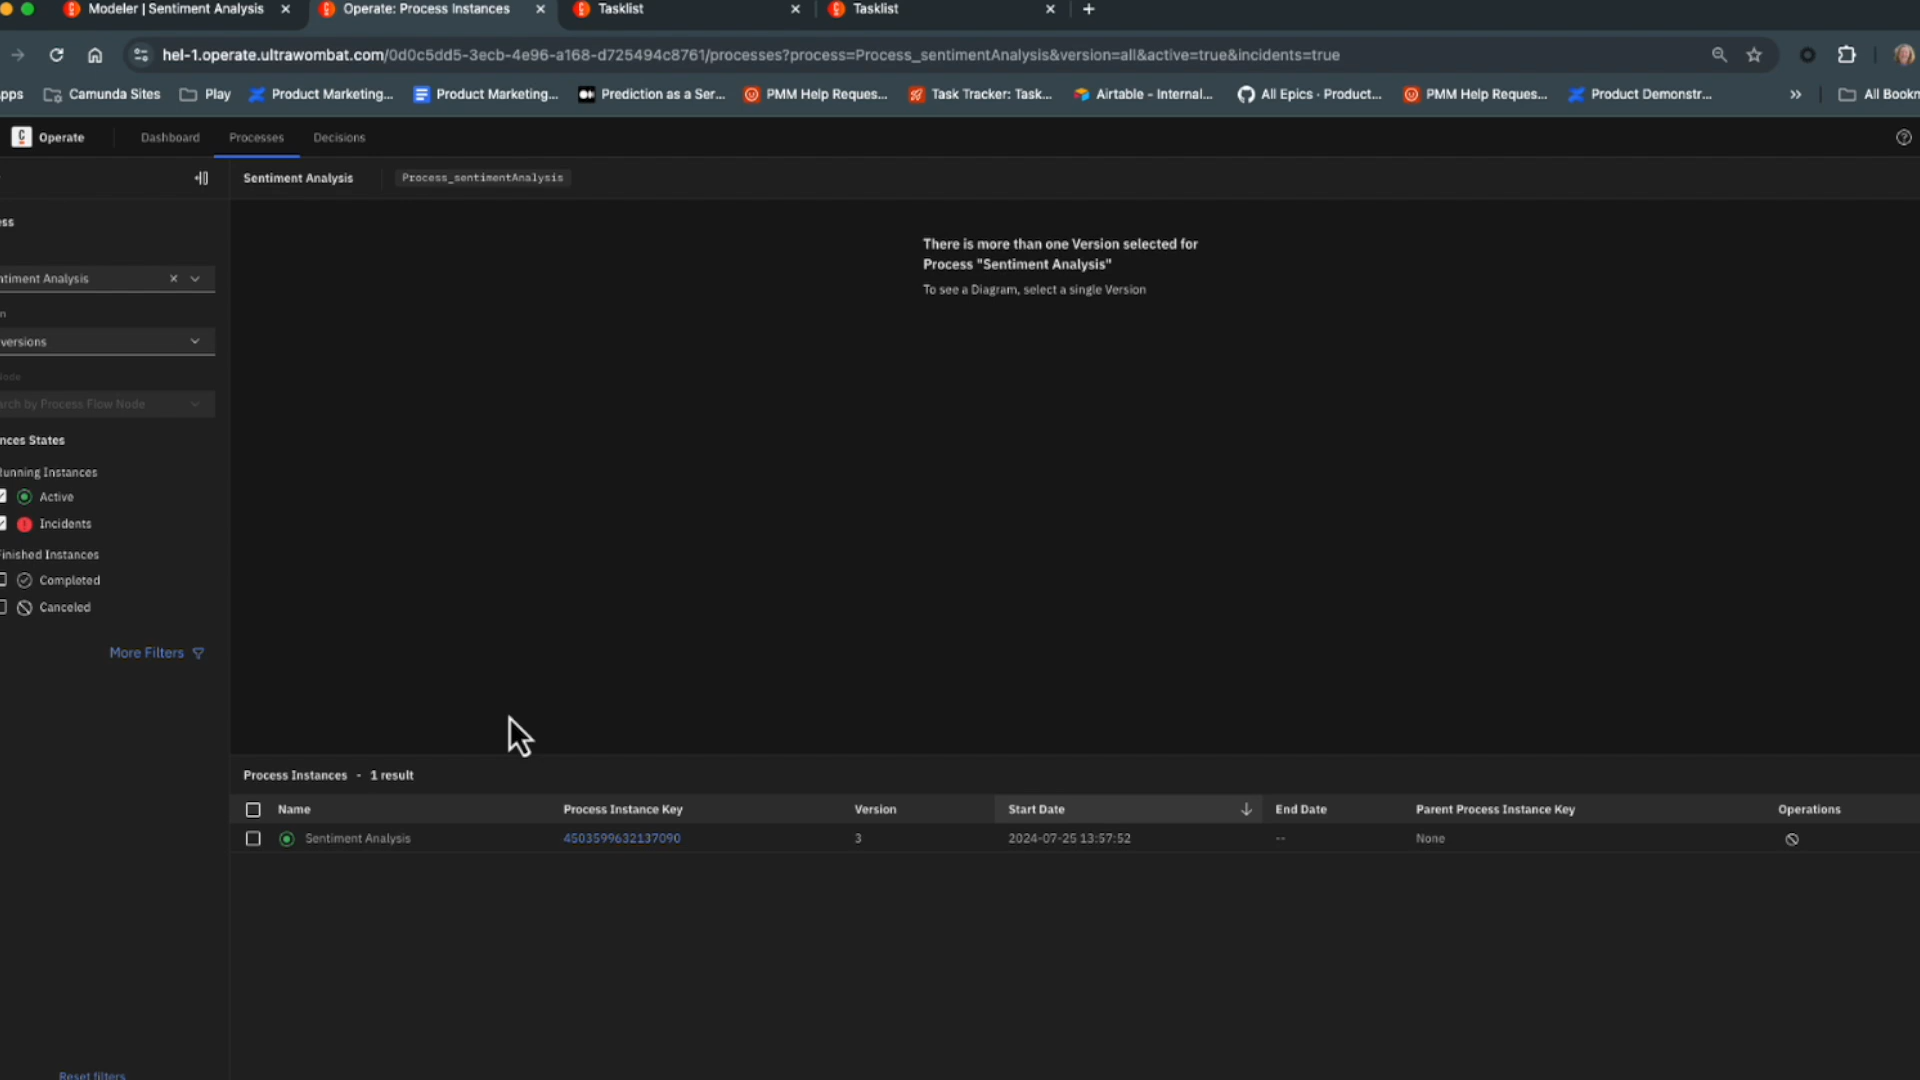 Modeler | Sentiment Analysis
Operate: Process Instances
Tasklist
Tasklist
hel-1.operate.ultrawombat.com/0d0c5dd5-3ecb-4e96-a168-d725494c8761/processes?process=Process_sentimentAnalysis&version=all&active=true&incidents=true
pps
Camunda Sites
Play
Product Marketing...
Product Marketing...
Prediction as a Ser...
PMM Help Reques...
Task Tracker: Task...
Airtable - Internal...
All Epics · Product...
PMM Help Reques...
Product Demonstr...
All Bookn
Operate
Dashboard
Processes
Decisions
Sentiment Analysis
Process_sentimentAnalysis
ess
ntiment Analysis
n
versions
Node
arch by Process Flow Node
nces States
Running Instances
Active
Incidents
Finished Instances
Completed
Canceled
More Filters
Reset filters
There is more than one Version selected for
Process "Sentiment Analysis"
To see a Diagram, select a single Version
Process Instances - 1 result
Name Process Instance Key Version Start Date End Date Parent Process Instance Key Operations
Sentiment Analysis 4503599632137090 3 2024-07-25 13:57:52 -- None